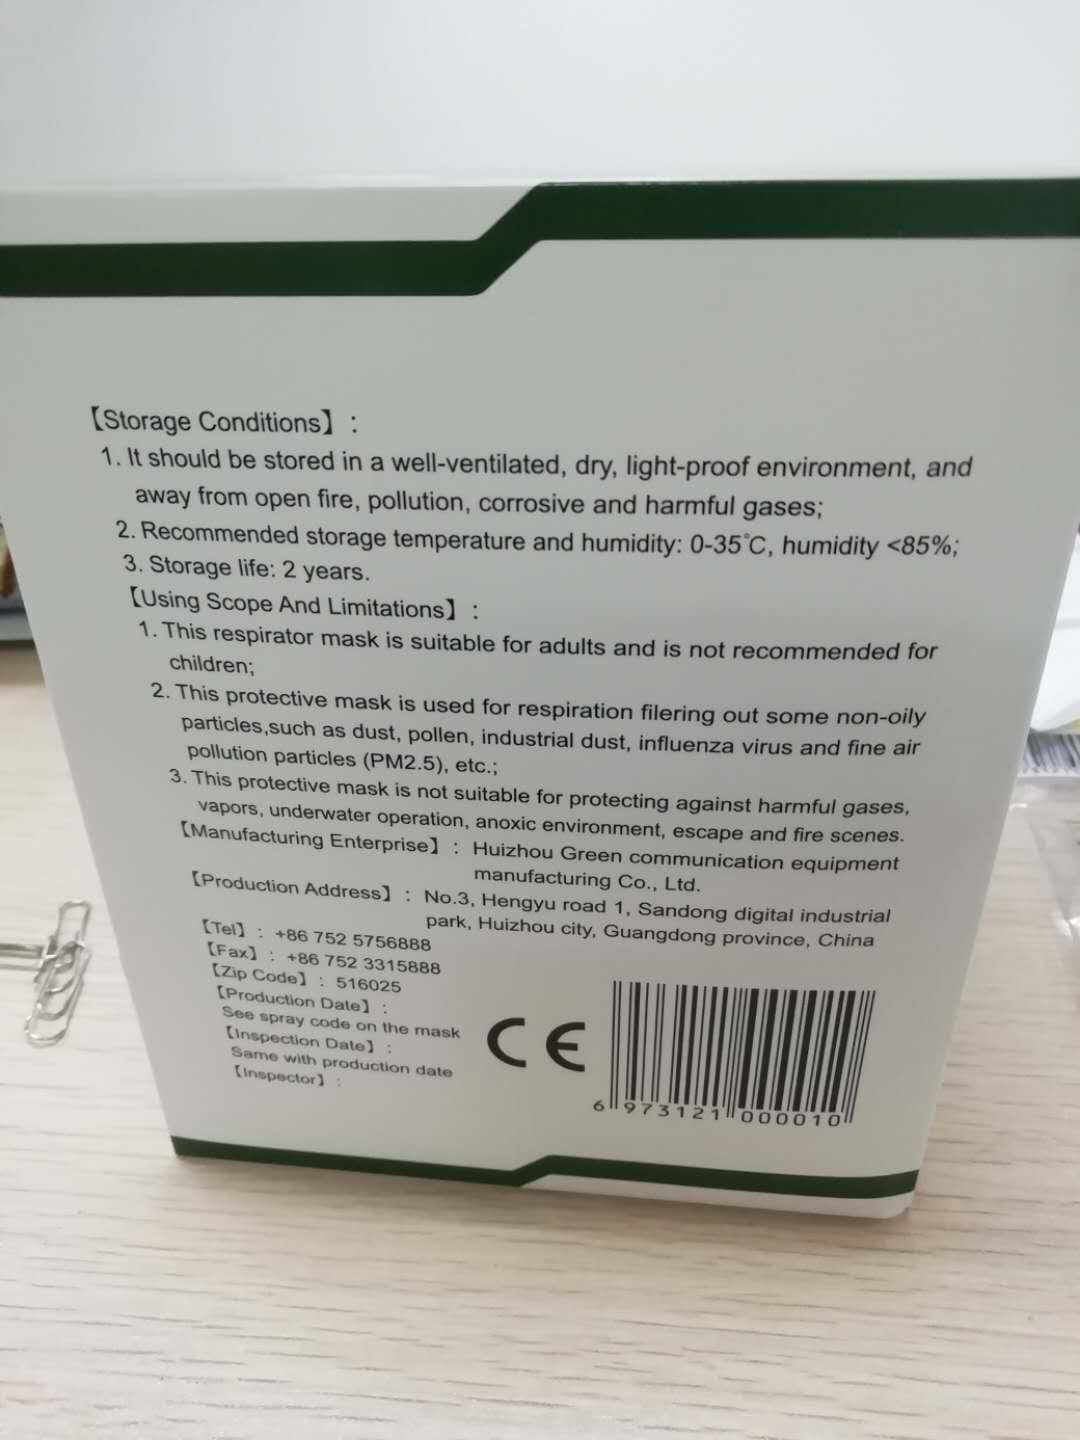 【Storage Conditions】:
1. It should be stored in a well-ventilated, dry, light-proof environment, and
away from open fire, pollution, corrosive and harmful gases;
2. Recommended storage temperature and humidity: 0-35°C, humidity <85%;
3. Storage life: 2 years.
【Using Scope And Limitations】:
1. This respirator mask is suitable for adults and is not recommended for
children;
2. This protective mask is used for respiration filering out some non-oily
particles,such as dust, pollen, industrial dust, influenza virus and fine air
pollution particles (PM2.5), etc.;
3. This protective mask is not suitable for protecting against harmful gases,
vapors, underwater operation, anoxic environment, escape and fire scenes.
【Manufacturing Enterprise】: Huizhou Green communication equipment
manufacturing Co., Ltd.
【Production Address】: No.3, Hengyu road 1, Sandong digital industrial
park, Huizhou city, Guangdong province, China
【Tel】: +86 752 5756888
【Fax】: +86 752 3315888
【Zip Code】: 516025
【Production Date】:
See spray code on the mask
【Inspection Date】:
Same with production date
【Inspector】:
CE
6 973121 000010